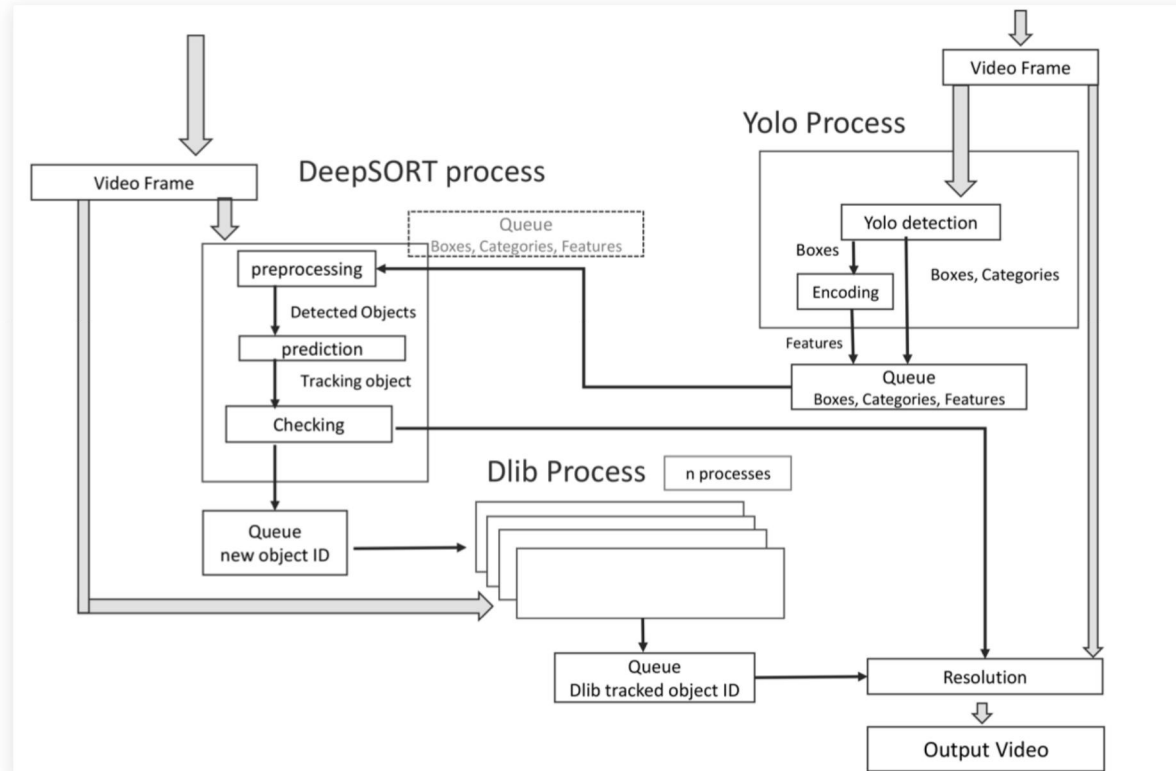 Video Frame
Yolo Process
Video Frame
DeepSORT process
Queue
Boxes, Categories, Features
Yolo detection
preprocessing
Boxes
Boxes, Categories
Encoding
Detected Objects
Features
prediction
Tracking object
Queue
Boxes, Categories, Features
Checking
Dlib Process
n processes
Queue
new object ID
Queue
Dlib tracked object ID
Resolution
Output Video